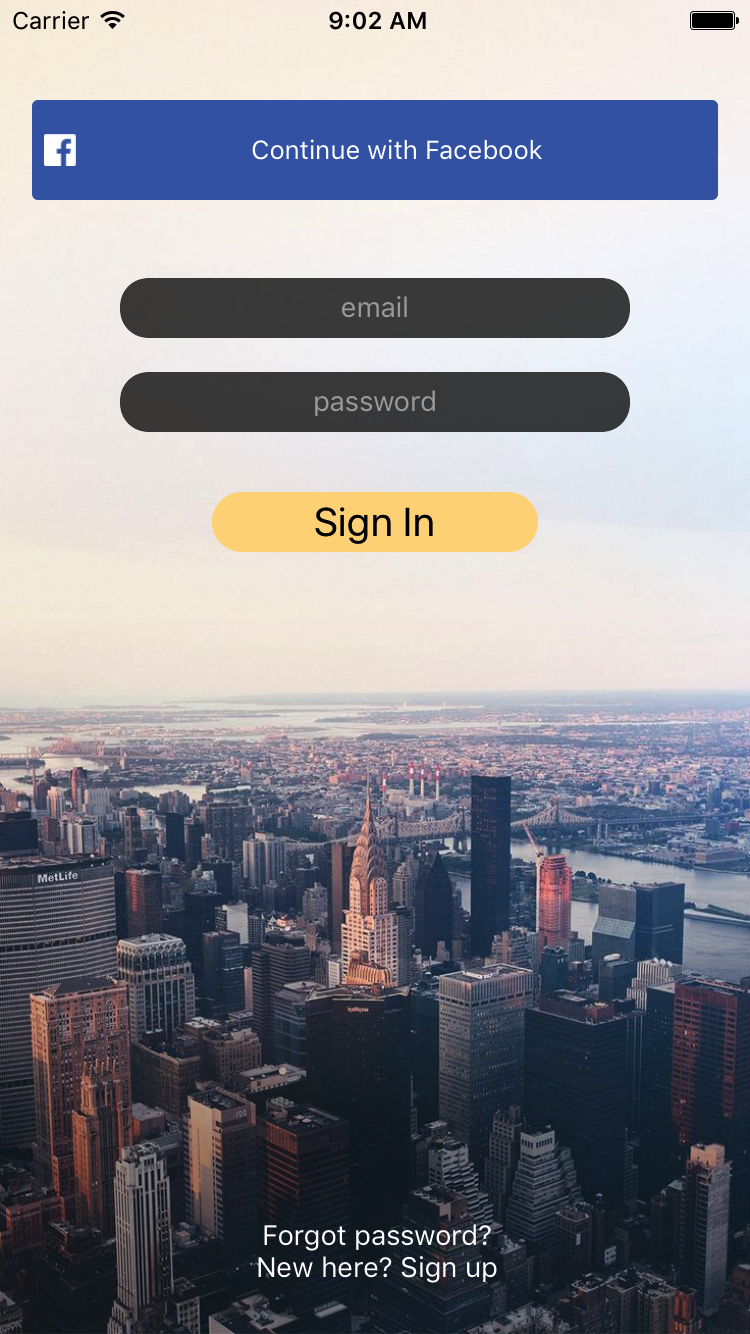 Carrier
9:02 AM
Continue with Facebook
email
password
Sign In
MetLife
Forgot password?
New here? Sign up